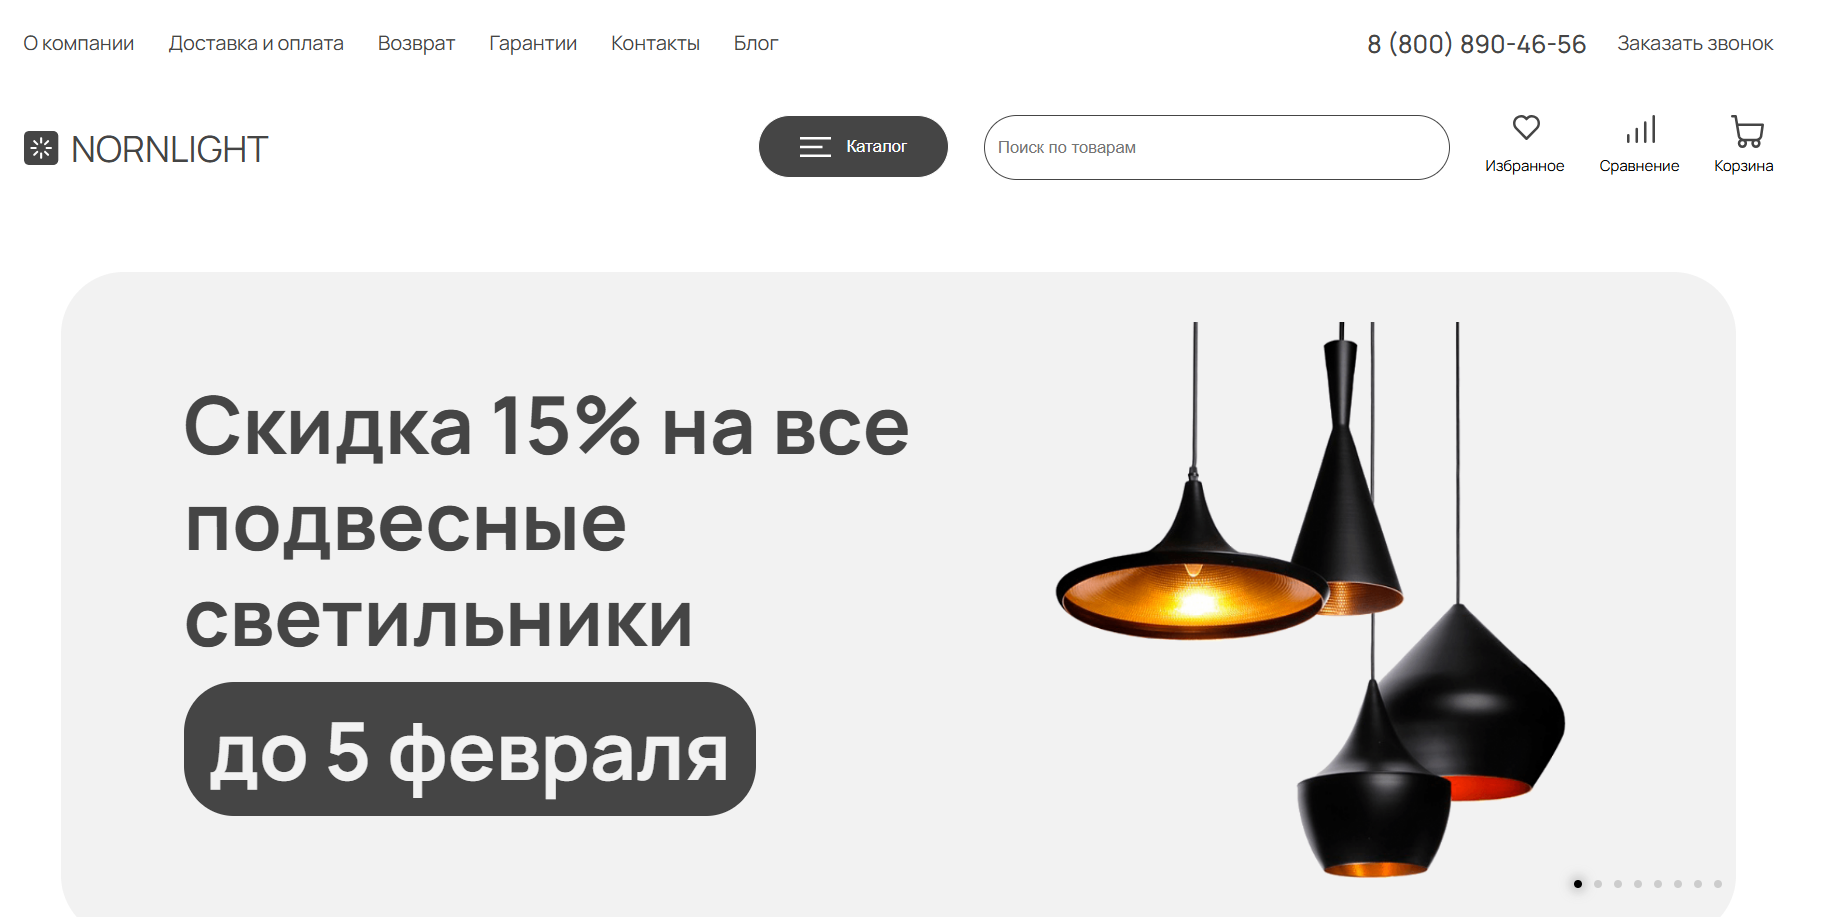 О компании Доставка и оплата Возврат Гарантии Контакты Блог 8 (800) 890-46-56 Заказать звонок
NORNLIGHT Каталог Поиск по товарам Избранное Сравнение Корзина
Скидка 15% на все
подвесные
светильники
до 5 февраля